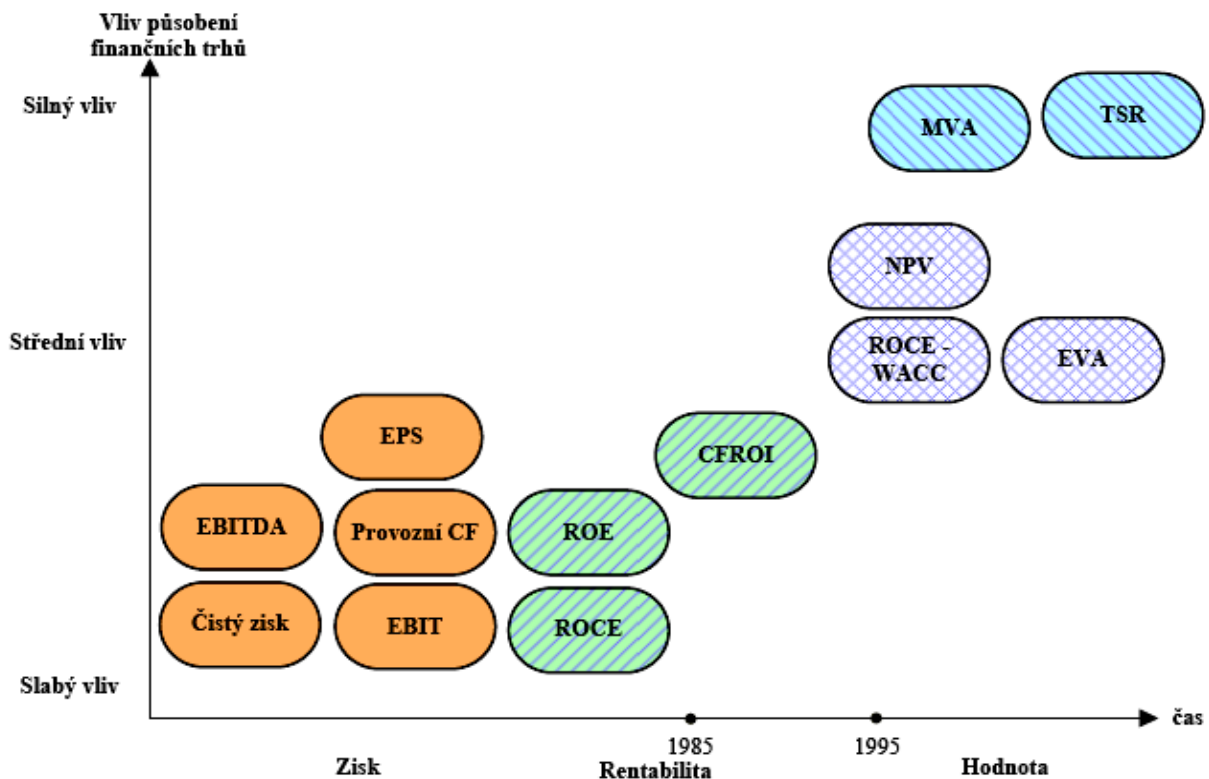 Vliv působení
finančních trhů
Silný vliv
MVA
TSR
NPV
Střední vliv
ROCE -
WACC
EVA
EPS
CFROI
EBITDA
Provozní CF
ROE
Čistý zisk
EBIT
ROCE
Slabý vliv
čas
1985
1995
Zisk
Rentabilita
Hodnota